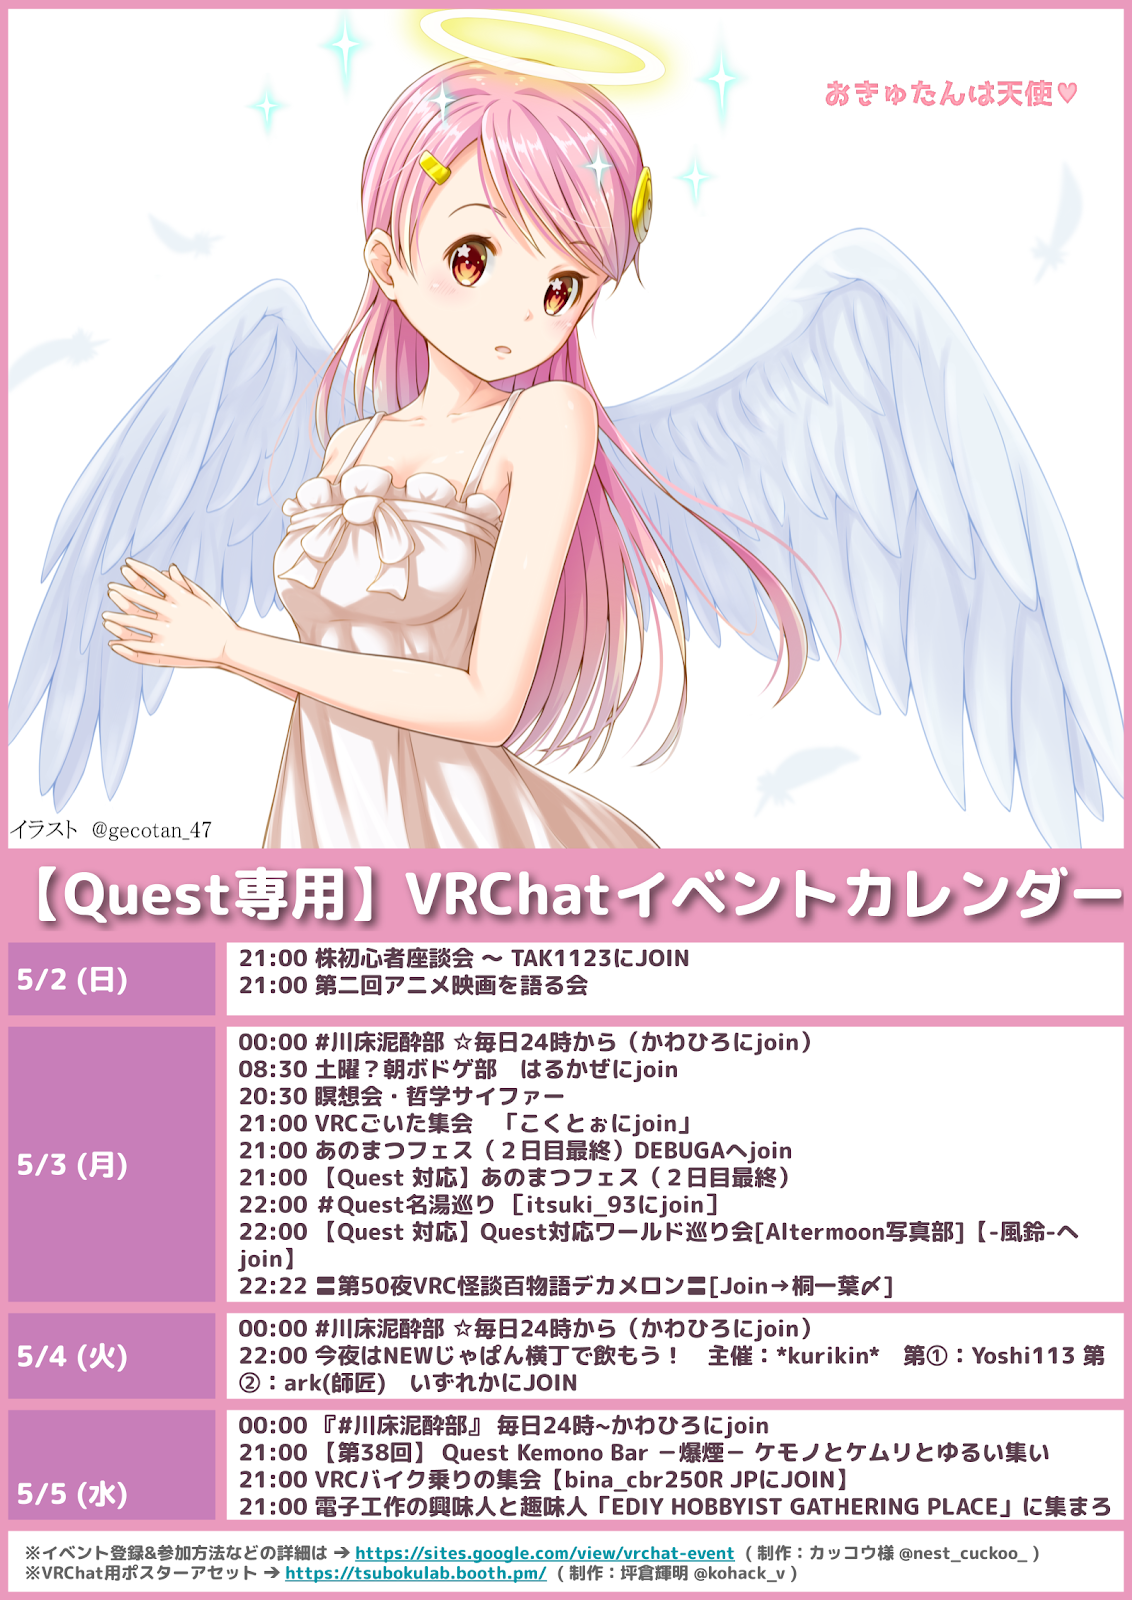 おきゅたんは天使♥
イラスト @gecotan_47
【Quest専用】VRChatイベントカレンダー
5/2 (日)
21:00 株初心者座談会 ～ TAK1123にJOIN
21:00 第二回アニメ映画を語る会
5/3 (月)
00:00 #川床泥酔部 ☆毎日24時から（かわひろにjoin）
08:30 土曜？朝ボドゲ部　はるかぜにjoin
20:30 瞑想会・哲学サイファー
21:00 VRCごいた集会　「こくとぉにjoin」
21:00 あのまつフェス（２日目最終）DEBUGAへjoin
21:00 【Quest 対応】あのまつフェス（２日目最終）
22:00 ＃Quest名湯巡り ［itsuki_93にjoin］
22:00 【Quest 対応】Quest対応ワールド巡り会[Altermoon写真部]【-風鈴-へ
join】
22:22 〓第50夜VRC怪談百物語デカメロン〓[Join→桐一葉〆]
5/4 (火)
00:00 #川床泥酔部 ☆毎日24時から（かわひろにjoin）
22:00 今夜はNEWじゃぱん横丁で飲もう！　主催：*kurikin*　第①：Yoshi113 第
②：ark(師匠)　いずれかにJOIN
5/5 (水)
00:00 『#川床泥酔部』 毎日24時~かわひろにjoin
21:00 【第38回】 Quest Kemono Bar －爆煙－ ケモノとケムリとゆるい集い
21:00 VRCバイク乗りの集会【bina_cbr250R JPにJOIN】
21:00 電子工作の興味人と趣味人「EDIY HOBBYIST GATHERING PLACE」に集まろ
※イベント登録&参加方法などの詳細は → https://sites.google.com/view/vrchat-event （制作：カッコウ様 @nest_cuckoo_ ）
※VRChat用ポスターアセット → https://tsubokulab.booth.pm/ （制作：坪倉輝明 @kohack_v ）